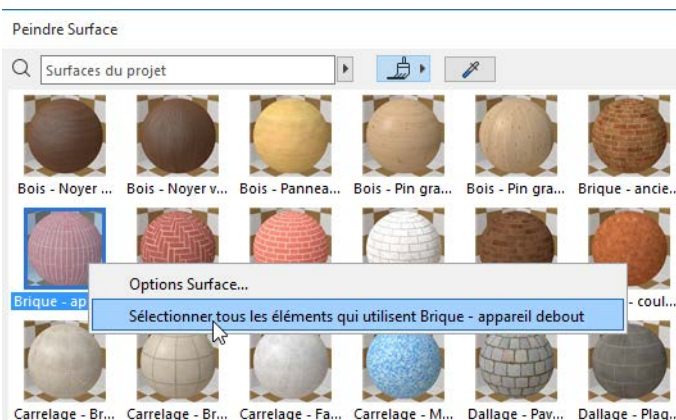 Peindre Surface
Surfaces du projet
Bois - Noyer ... Bois - Noyer v... Bois - Pannea... Bois - Pin gra... Bois - Pin gra... Brique - ancie...
Brique - ap
- coul...
Options Surface...
Sélectionner tous les éléments qui utilisent Brique - appareil debout
Carrelage - Br... Carrelage - Br... Carrelage - Fa... Carrelage - M... Dallage - Pav... Dallage - Plaq...